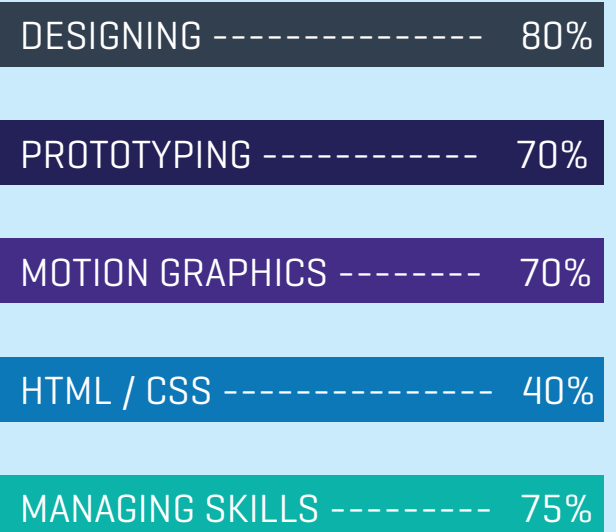 DESIGNING --------------- 80%
PROTOTYPING ------------ 70%
MOTION GRAPHICS -------- 70%
HTML / CSS --------------- 40%
MANAGING SKILLS --------- 75%